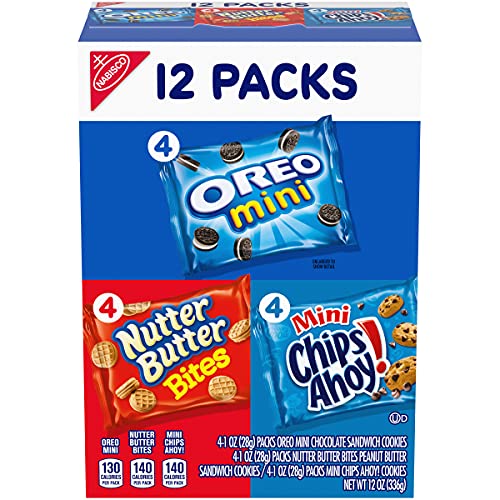 12 PACKS
NABISCO
12 PACKS
4
OREO
mini
ENLARGED TO
SHOW DETAIL
4
Nutter
Butter
Bites
4
Mini
Chips
Ahoy!
U D
4-1 OZ (28g) PACKS OREO MINI CHOCOLATE SANDWICH COOKIES
4-1 OZ (28g) PACKS NUTTER BUTTER BITES PEANUT BUTTER
SANDWICH COOKIES / 4-1 OZ (28g) PACKS MINI CHIPS AHOY! COOKIES
NET WT 12 OZ (336g)
OREO
MINI
130
CALORIES
PER PACK
NUTTER
BUTTER
BITES
140
CALORIES
PER PACK
MINI
CHIPS
AHOY!
140
CALORIES
PER PACK